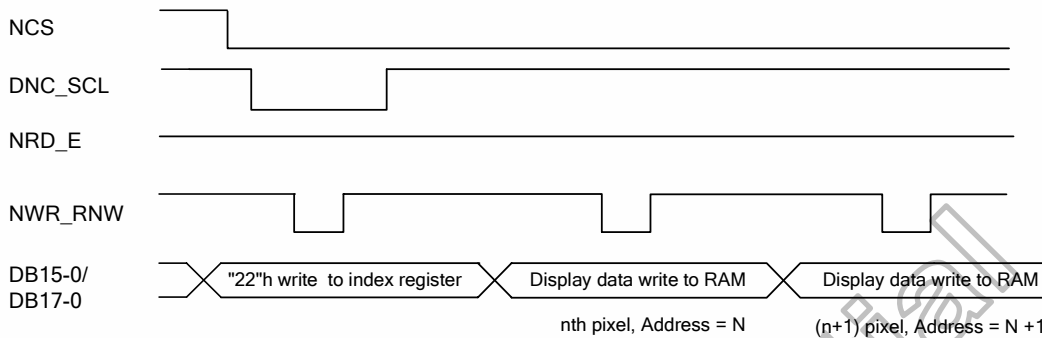 NCS
DNC_SCL
NRD_E
NWR_RNW
DB15-0/
DB17-0
"22"h write to index register
Display data write to RAM
Display data write to RAM
nth pixel, Address = N
(n+1) pixel, Address = N +1